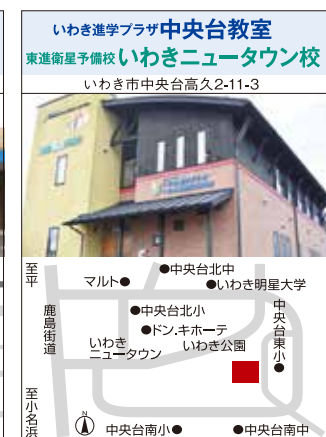 いわき進学プラザ中央台教室
東進衛星予備校いわきニュータウン校
いわき市中央台高久2-11-3
至平
マルト●
●中央台北中
●いわき明星大学
鹿島街道
●中央台北小
●ドン.キホーテ
いわき
ニュータウン
いわき公園
中央台東小●
至小名浜
N
中央台南小●
●中央台南中